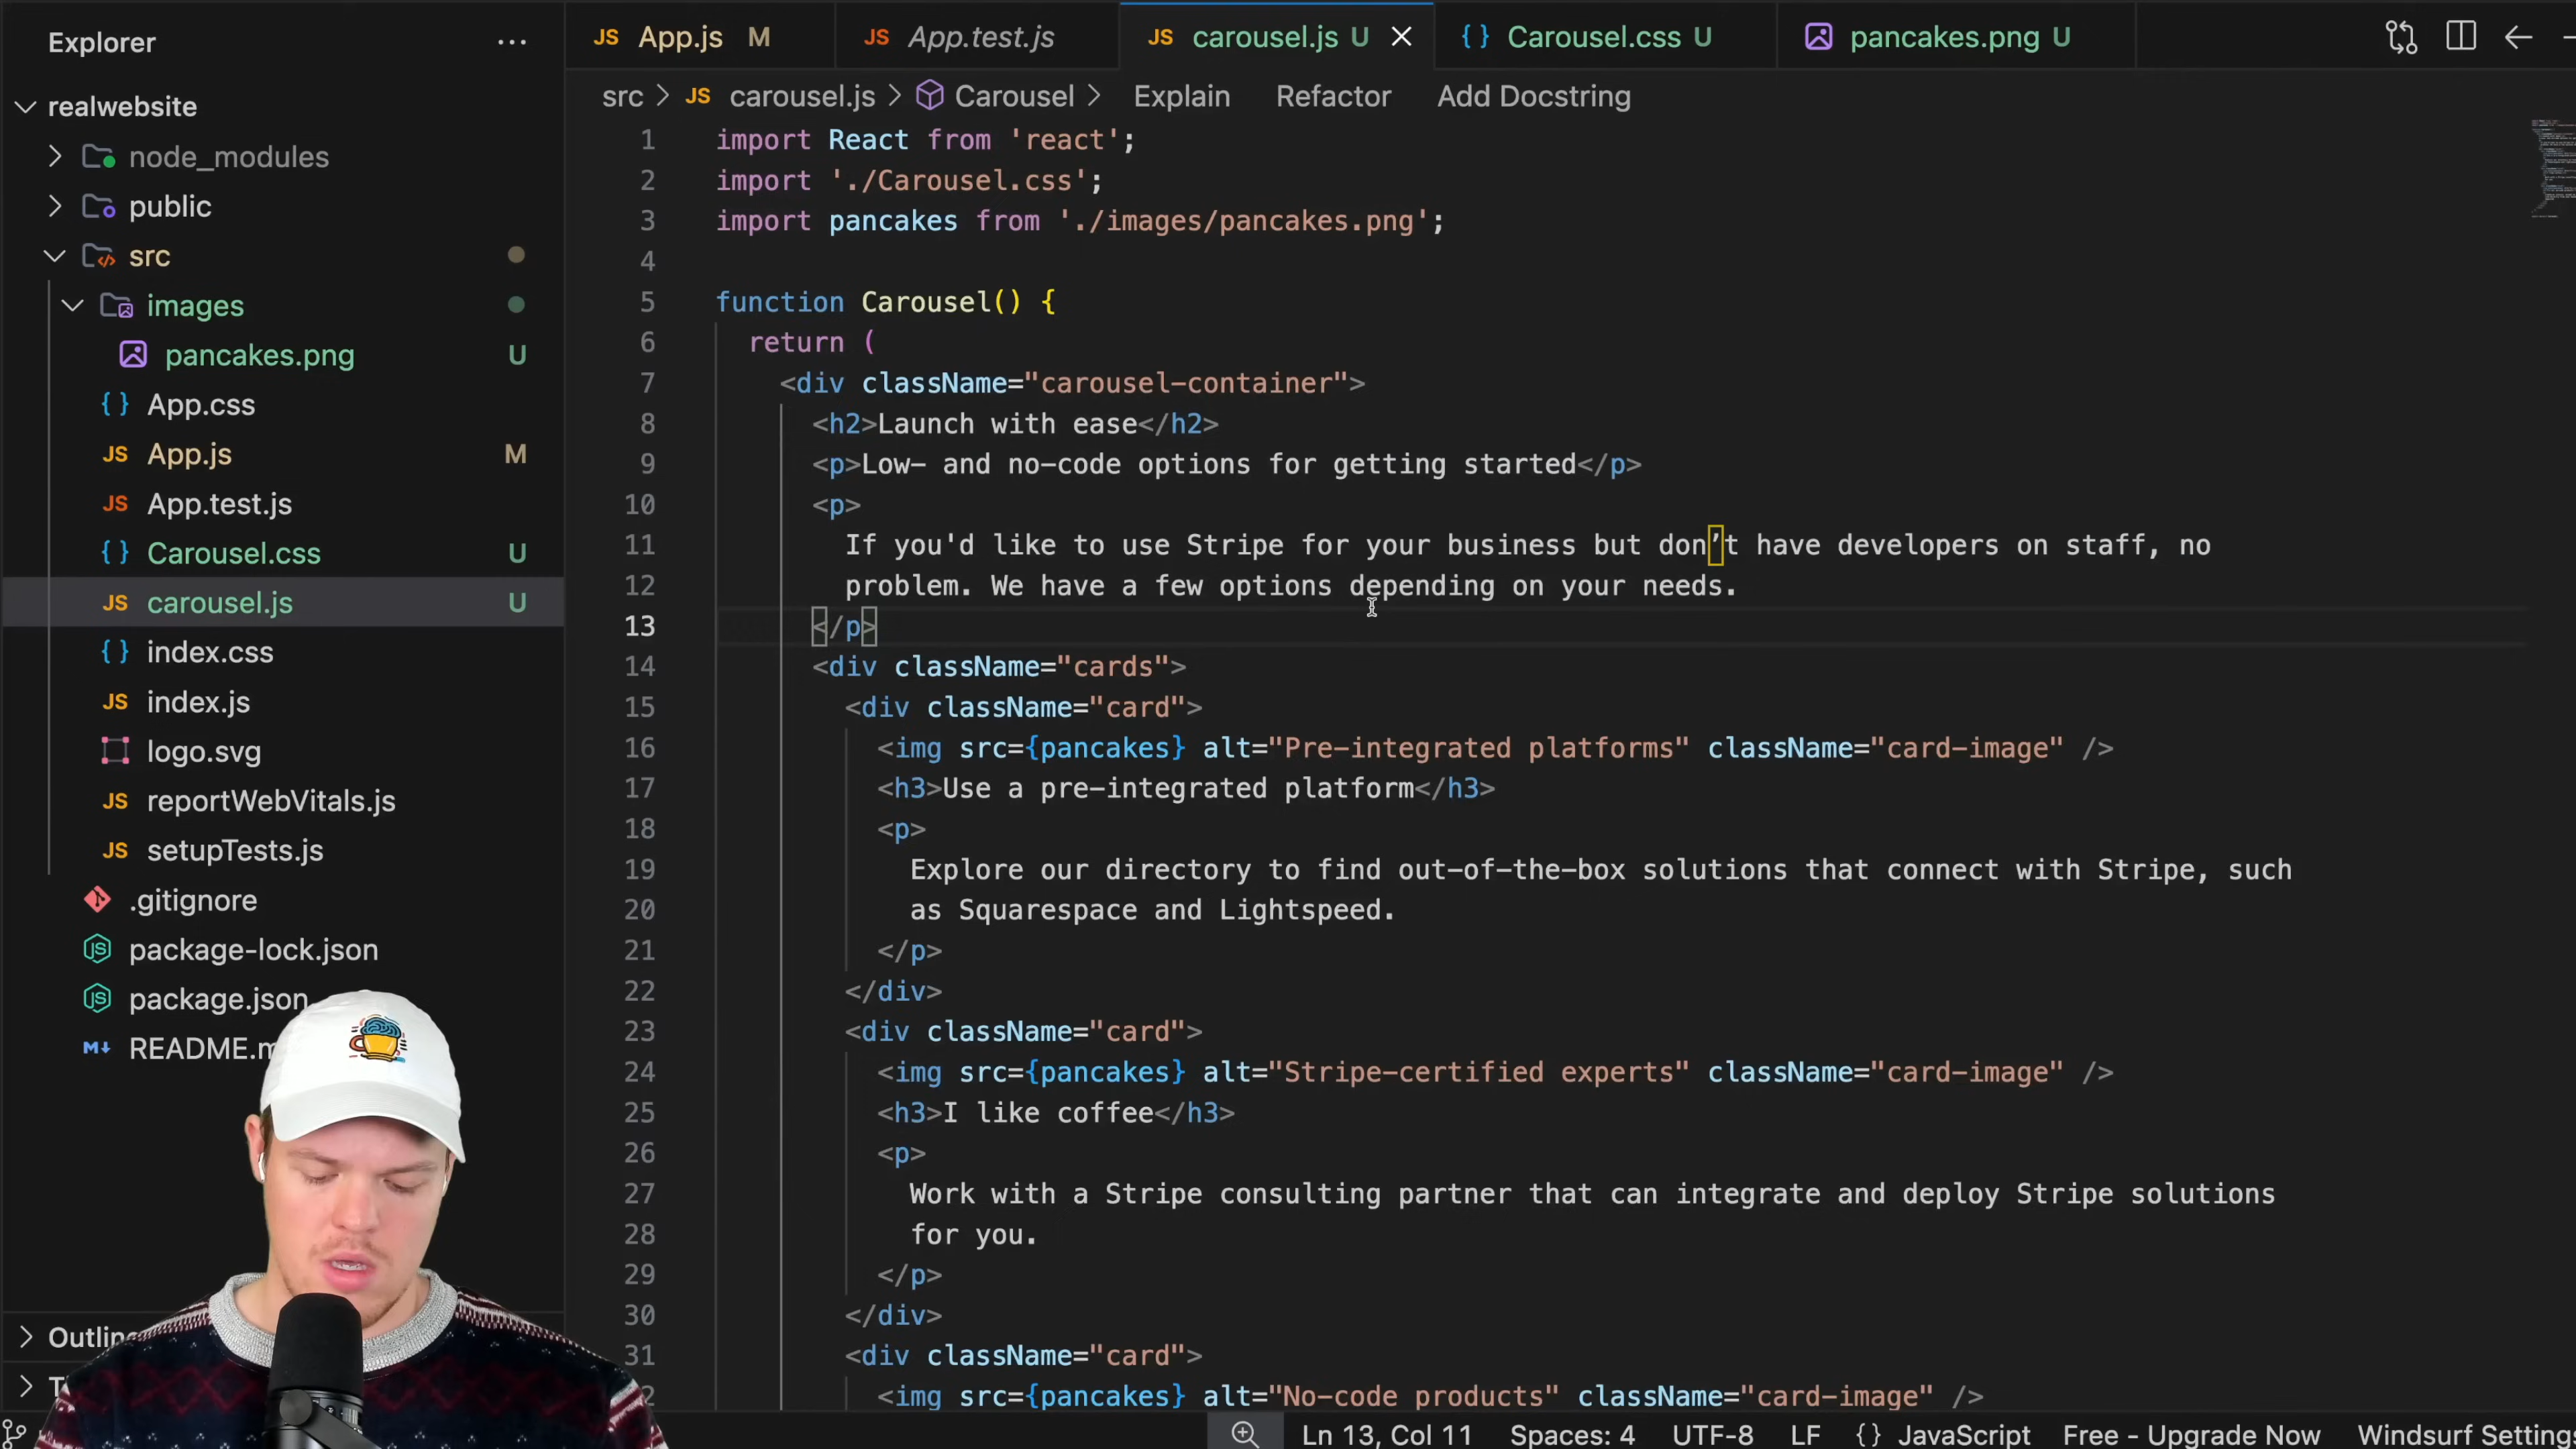 Explorer
...
realwebsite
node_modules
public
src
images
pancakes.png U
App.css
App.js M
App.test.js
Carousel.css U
carousel.js U
index.css
index.js
logo.svg
reportWebVitals.js
setupTests.js
.gitignore
package-lock.json
package.json
README.m
Outlin
T
JS App.js M
JS App.test.js
JS carousel.js U
{ } Carousel.css U
pancakes.png U
src > JS carousel.js > Carousel > Explain Refactor Add Docstring
1 import React from 'react';
2 import './Carousel.css';
3 import pancakes from './images/pancakes.png';
4
5 function Carousel() {
6 return (
7 <div className="carousel-container">
8 <h2>Launch with ease</h2>
9 <p>Low- and no-code options for getting started</p>
10 <p>
11 If you'd like to use Stripe for your business but don’t have developers on staff, no
12 problem. We have a few options depending on your needs.
13 </p>
14 <div className="cards">
15 <div className="card">
16 <img src={pancakes} alt="Pre-integrated platforms" className="card-image" />
17 <h3>Use a pre-integrated platform</h3>
18 <p>
19 Explore our directory to find out-of-the-box solutions that connect with Stripe, such
20 as Squarespace and Lightspeed.
21 </p>
22 </div>
23 <div className="card">
24 <img src={pancakes} alt="Stripe-certified experts" className="card-image" />
25 <h3>I like coffee</h3>
26 <p>
27 Work with a Stripe consulting partner that can integrate and deploy Stripe solutions
28 for you.
29 </p>
30 </div>
31 <div className="card">
2 <img src={pancakes} alt="No-code products" className="card-image" />
Ln 13, Col 11 Spaces: 4 UTF-8 LF { } JavaScript Free - Upgrade Now Windsurf Setting